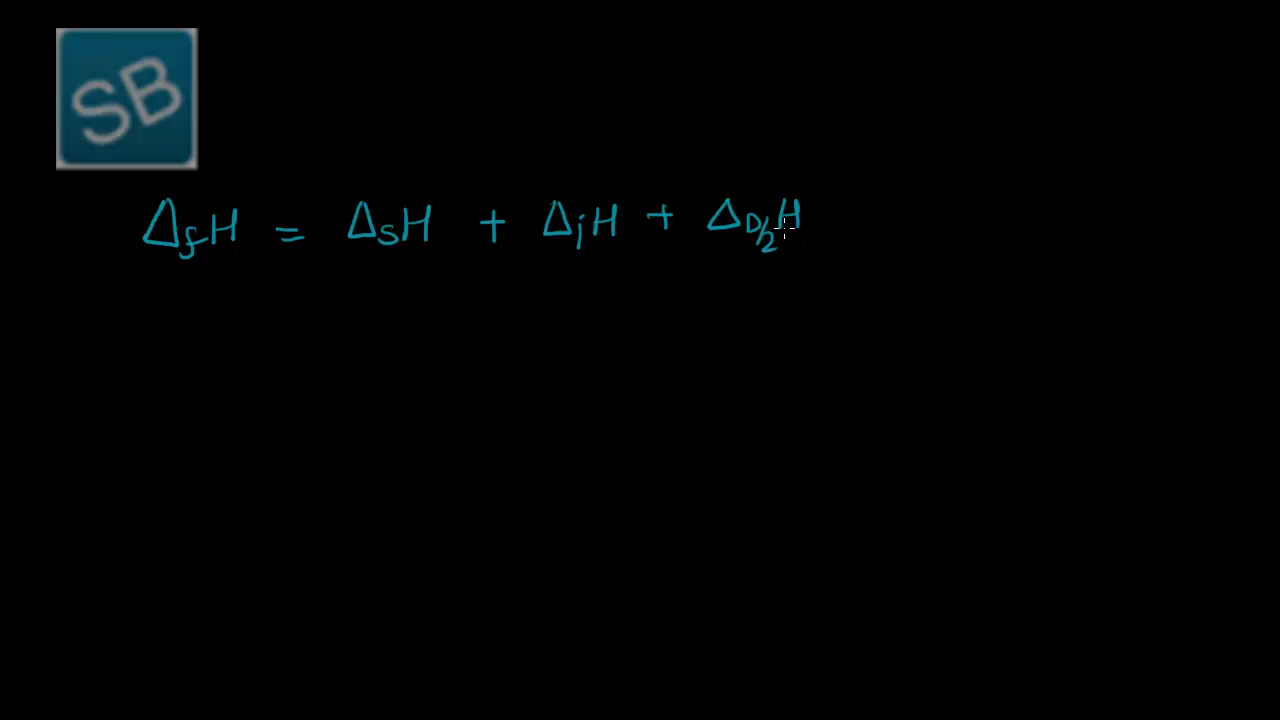 SB
ΔfH = ΔsH + ΔiH + ΔD/2H